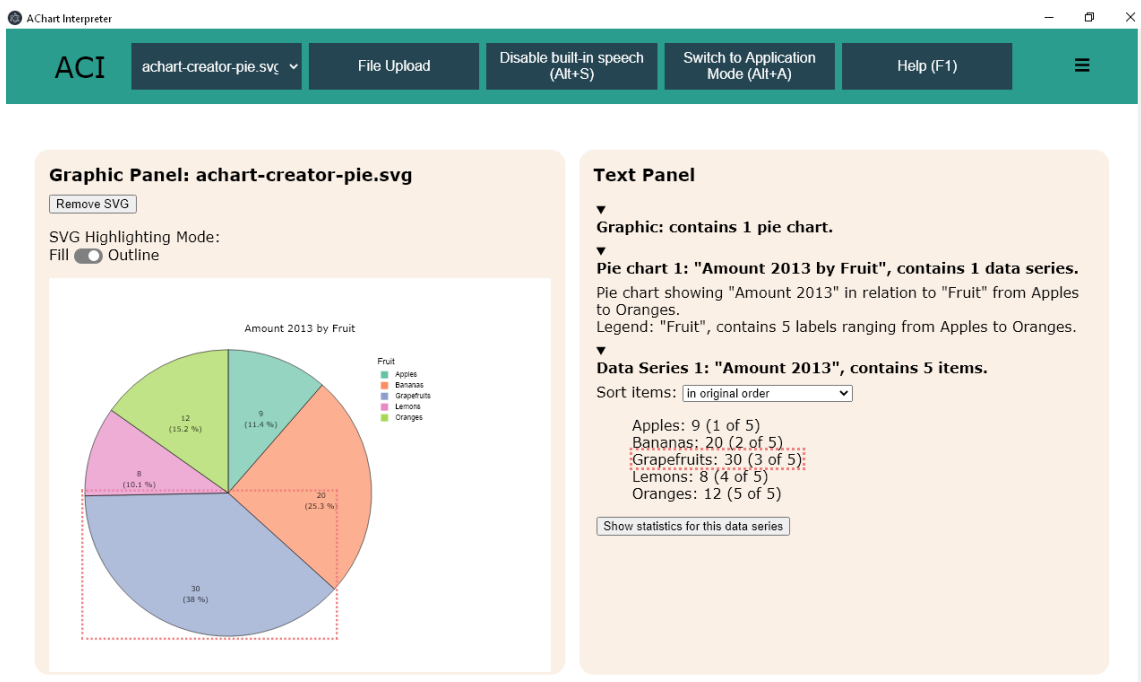 AChart Interpreter
ACI
achart-creator-pie.svg
File Upload
Disable built-in speech
(Alt+S)
Switch to Application
Mode (Alt+A)
Help (F1)
Graphic Panel: achart-creator-pie.svg
Remove SVG
SVG Highlighting Mode:
Fill Outline
Amount 2013 by Fruit
Fruit
Apples
Bananas
Grapefruits
Lemons
Oranges
9
(11.4 %)
12
(15.2 %)
8
(10.1 %)
20
(25.3 %)
30
(38 %)
Text Panel
Graphic: contains 1 pie chart.
Pie chart 1: "Amount 2013 by Fruit", contains 1 data series.
Pie chart showing "Amount 2013" in relation to "Fruit" from Apples
to Oranges.
Legend: "Fruit", contains 5 labels ranging from Apples to Oranges.
Data Series 1: "Amount 2013", contains 5 items.
Sort items: in original order
Apples: 9 (1 of 5)
Bananas: 20 (2 of 5)
Grapefruits: 30 (3 of 5)
Lemons: 8 (4 of 5)
Oranges: 12 (5 of 5)
Show statistics for this data series